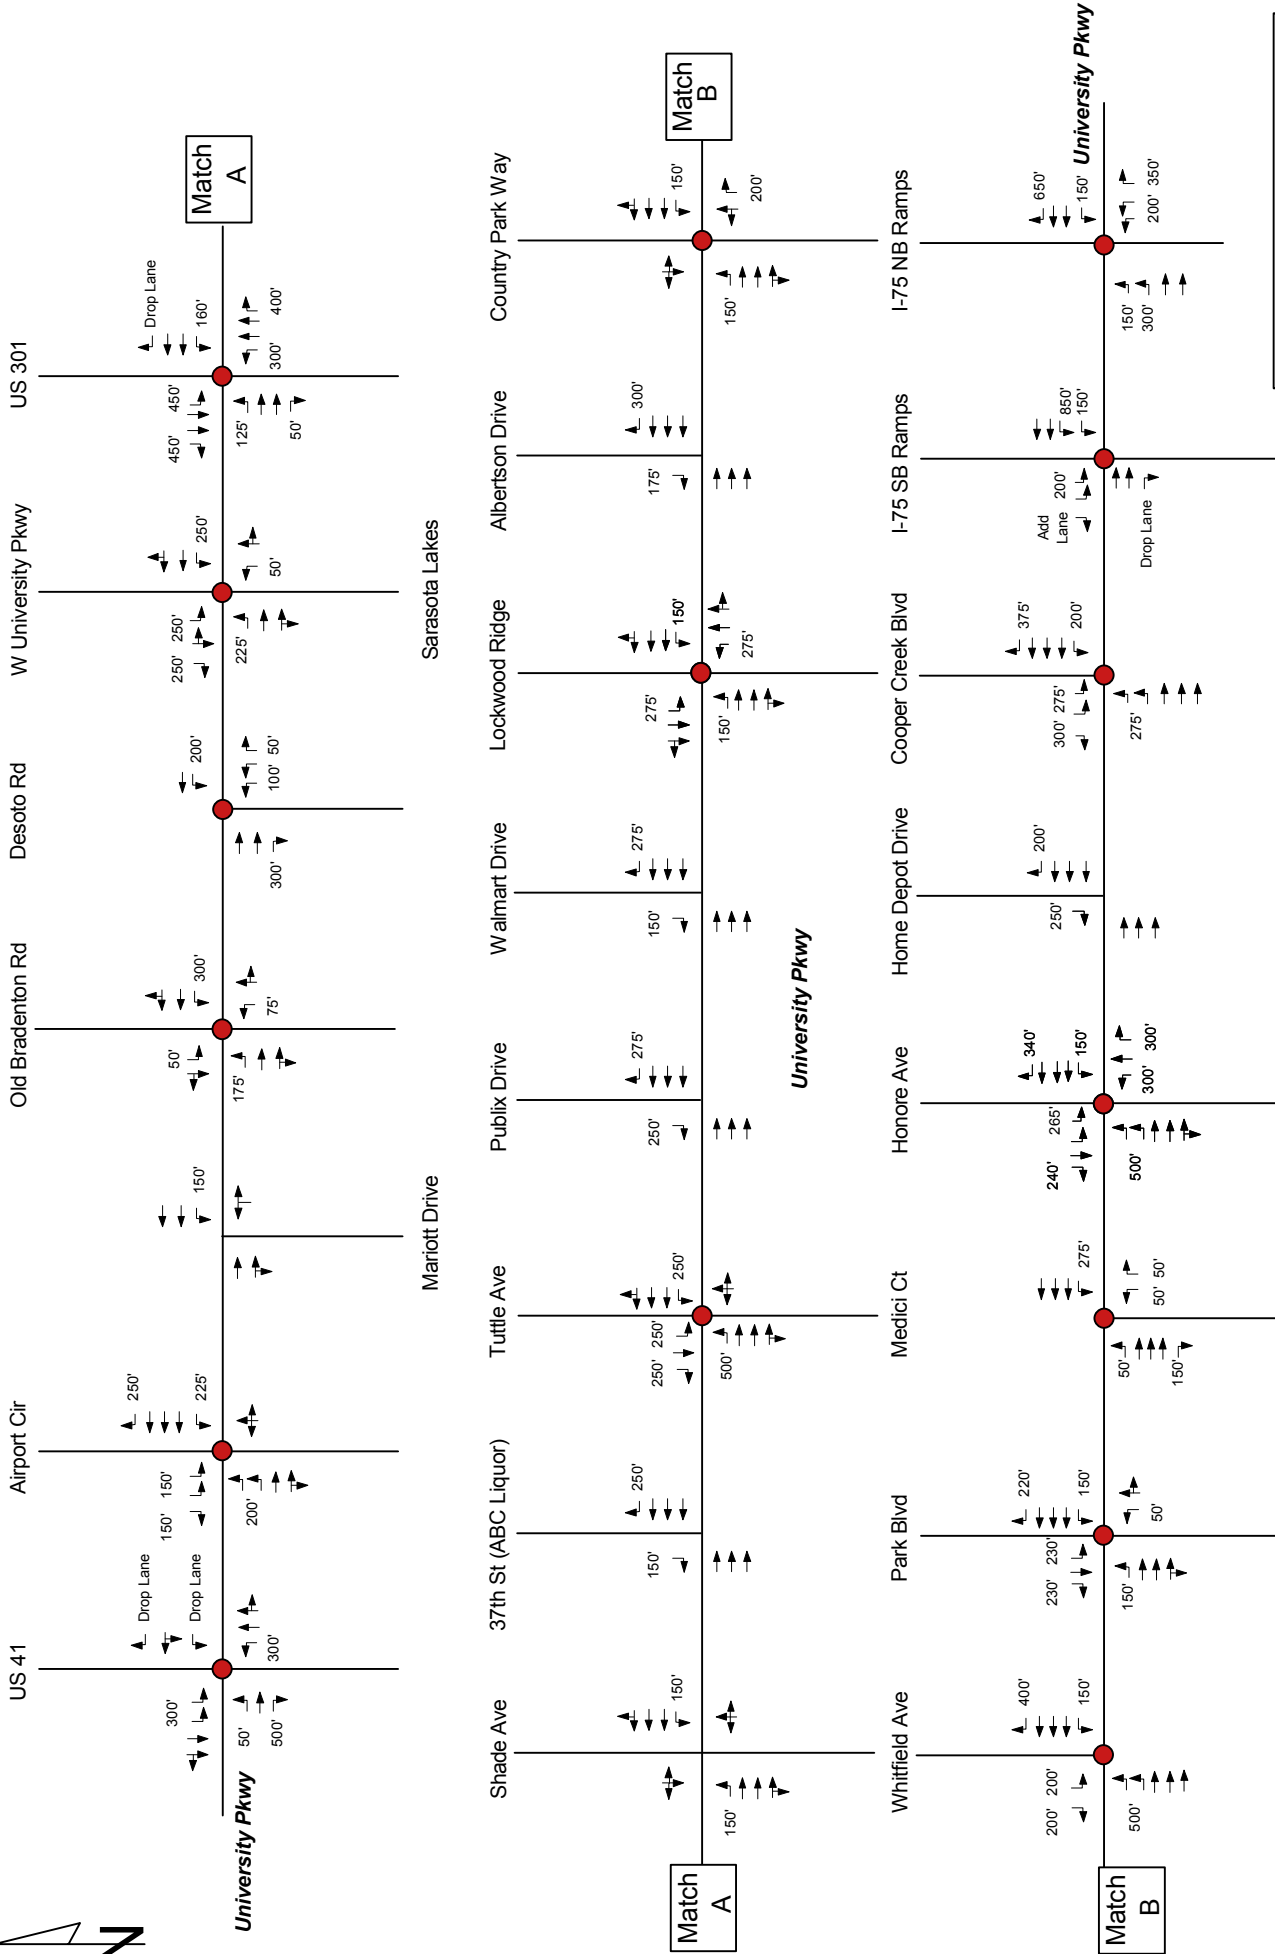 N
US 41
Airport Cir
Old Bradenton Rd
Desoto Rd
W University Pkwy
US 301
Drop Lane
Drop Lane
300'
50'
500'
300'
250'
225'
150'
150'
200'
150'
Mariott Drive
300'
50'
175'
75'
200'
300'
100' 50'
250'
250'
250'
225'
50'
Sarasota Lakes
Drop Lane
160'
450'
450'
125'
50'
300'
400'
University Pkwy
Match
A
Shade Ave
37th St (ABC Liquor)
Tuttle Ave
Publix Drive
Walmart Drive
Lockwood Ridge
Albertson Drive
Country Park Way
150'
150'
250'
150'
250'
250'
250'
500'
275'
250'
275'
150'
150'
275'
150'
275'
300'
175'
150'
150'
200'
University Pkwy
Match
A
Match
B
Whitfield Ave
Park Blvd
Medici Ct
Honore Ave
Home Depot Drive
Cooper Creek Blvd
I-75 SB Ramps
I-75 NB Ramps
400'
150'
200'
200'
500'
220'
150'
230'
230'
150'
50'
275'
50'
150'
50' 50'
340'
150'
265'
240'
500'
300'
300'
200'
250'
375'
200'
300' 275'
275'
850'
150'
Add
Lane
200'
Drop Lane
650'
150'
150'
300'
200' 350'
University Pkwy
Match
B